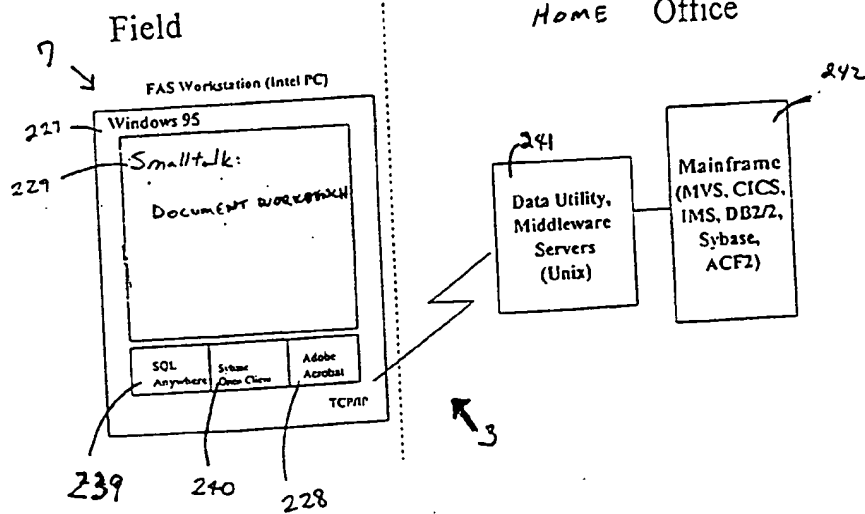 Field
HOME Office
7
FAS Workstation (Intel PC)
227
Windows 95
229
Smalltalk:
DOCUMENT WORKBENCH
SQL
Anywhere
Sybase
Open Client
Adobe
Acrobat
TCP/IP
239
240
228
241
Data Utility,
Middleware
Servers
(Unix)
242
Mainframe
(MVS, CICS,
IMS, DB2/2,
Sybase,
ACF2)
3